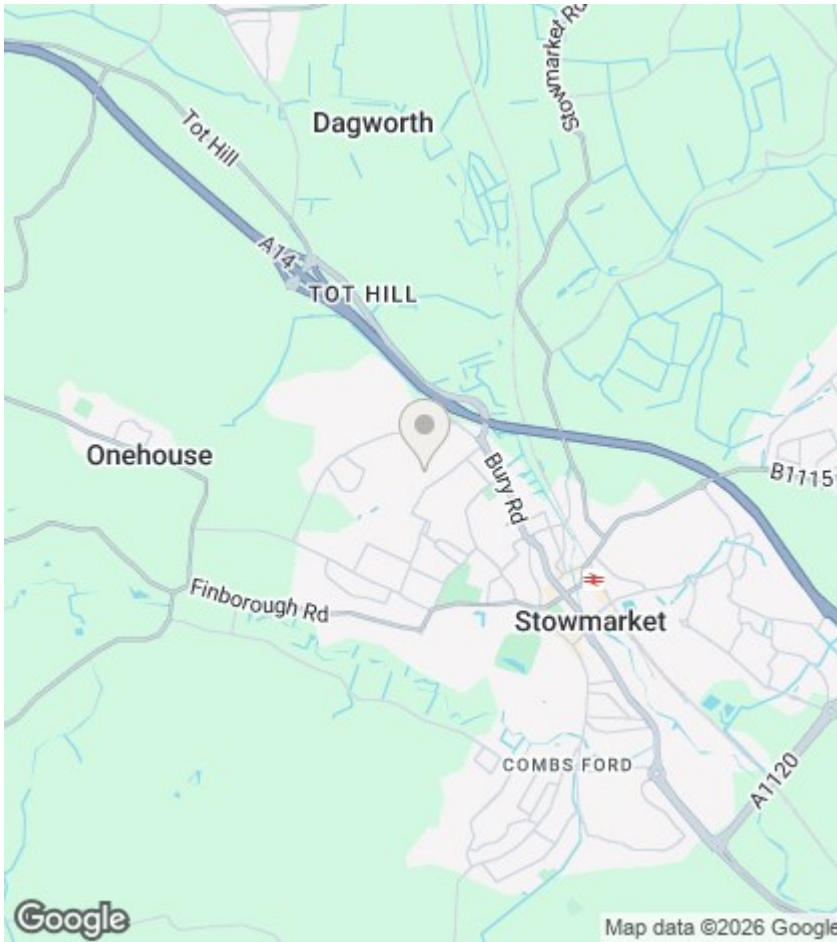 Stowmarket Rd
Dagworth
Tot Hill
A14
TOT HILL
Onehouse
Bury Rd
B1115
Finborough Rd
Stowmarket
COMBS FORD
A1120
Google
Map data ©2026 Google